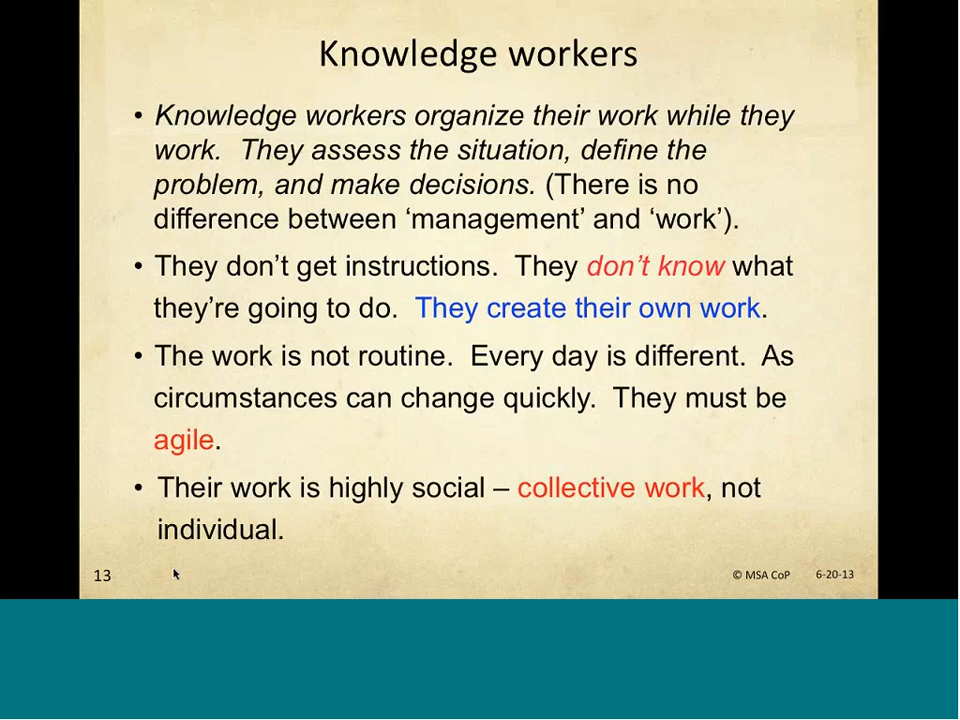 Knowledge workers
• Knowledge workers organize their work while they
work.  They assess the situation, define the
problem, and make decisions. (There is no
difference between ‘management’ and ‘work’).
• They don’t get instructions.  They don’t know what
they’re going to do.  They create their own work.
• The work is not routine.  Every day is different.  As
circumstances can change quickly.  They must be
agile.
• Their work is highly social – collective work, not
individual.
13
© MSA CoP
6-20-13